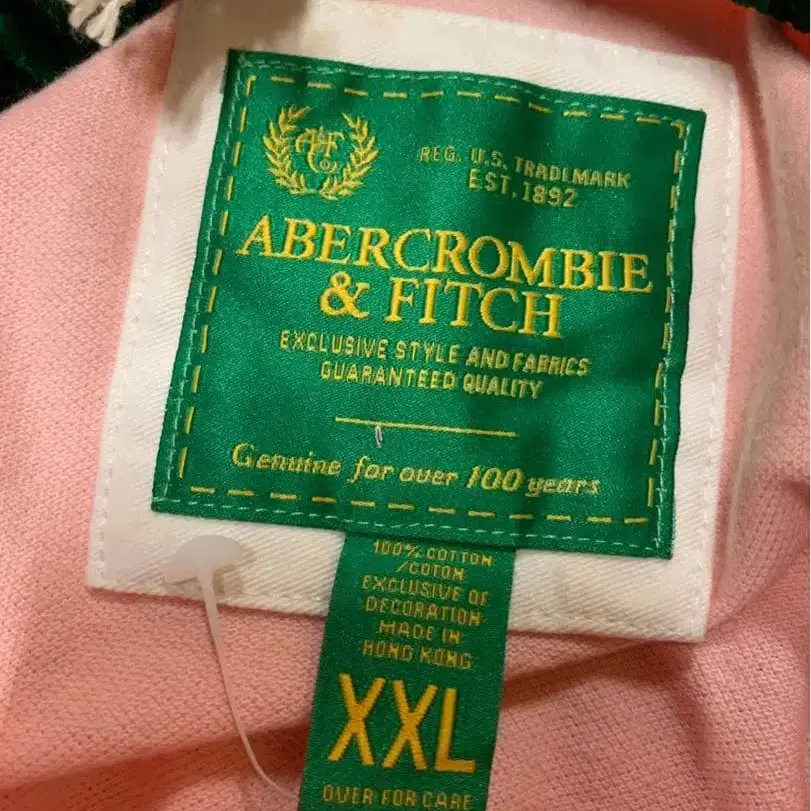 A&F
Co
REG. U.S. TRADEMARK
EST. 1892
ABERCROMBIE
& FITCH
EXCLUSIVE STYLE AND FABRICS
GUARANTEED QUALITY
Genuine for over 100 years
100% COTTON
/COTON
EXCLUSIVE OF
DECORATION
MADE IN
HONG KONG
XXL
OVER FOR CARE